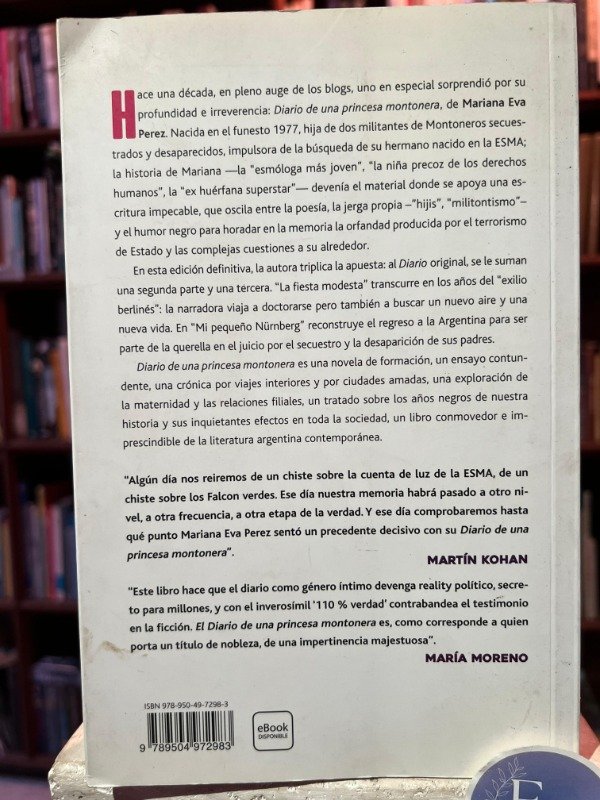 Hace una década, en pleno auge de los blogs, uno en especial sorprendió por su
profundidad e irreverencia: Diario de una princesa montonera, de Mariana Eva
Perez. Nacida en el funesto 1977, hija de dos militantes de Montoneros secues-
trados y desaparecidos, impulsora de la búsqueda de su hermano nacido en la ESMA;
la historia de Mariana —la "esmóloga más joven", "la niña precoz de los derechos
humanos", la "ex huérfana superstar"— devenía el material donde se apoya una es-
critura impecable, que oscila entre la poesía, la jerga propia –"hijis", "militontismo"–
y el humor negro para horadar en la memoria la orfandad producida por el terrorismo
de Estado y las complejas cuestiones a su alrededor.
En esta edición definitiva, la autora triplica la apuesta: al Diario original, se le suman
una segunda parte y una tercera. "La fiesta modesta" transcurre en los años del "exilio
berlinés": la narradora viaja a doctorarse pero también a buscar un nuevo aire y una
nueva vida. En "Mi pequeño Nürnberg" reconstruye el regreso a la Argentina para ser
parte de la querella en el juicio por el secuestro y la desaparición de sus padres.
Diario de una princesa montonera es una novela de formación, un ensayo contun-
dente, una crónica por viajes interiores y por ciudades amadas, una exploración de
la maternidad y las relaciones filiales, un tratado sobre los años negros de nuestra
historia y sus inquietantes efectos en toda la sociedad, un libro conmovedor e im-
prescindible de la literatura argentina contemporánea.
"Algún día nos reiremos de un chiste sobre la cuenta de luz de la ESMA, de un
chiste sobre los Falcon verdes. Ese día nuestra memoria habrá pasado a otro ni-
vel, a otra frecuencia, a otra etapa de la verdad. Y ese día comprobaremos hasta
qué punto Mariana Eva Perez sentó un precedente decisivo con su Diario de una
princesa montonera".
MARTÍN KOHAN
"Este libro hace que el diario como género íntimo devenga reality político, secre-
to para millones, y con el inverosímil '110 % verdad' contrabandea el testimonio
en la ficción. El Diario de una princesa montonera es, como corresponde a quien
porta un título de nobleza, de una impertinencia majestuosa".
MARÍA MORENO
ISBN 978-950-49-7298-3
9 789504 972983
eBook
DISPONIBLE